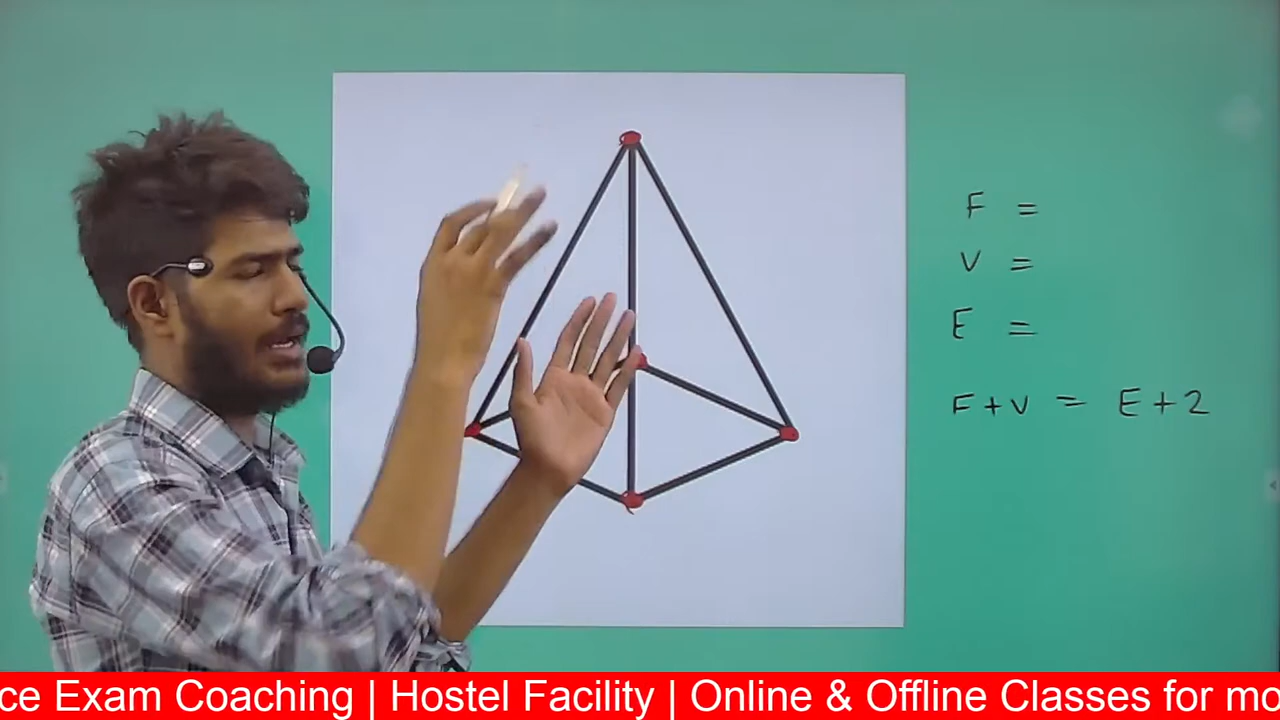 F =
V =
E =
F + V = E + 2
ce Exam Coaching | Hostel Facility | Online & Offline Classes for mo